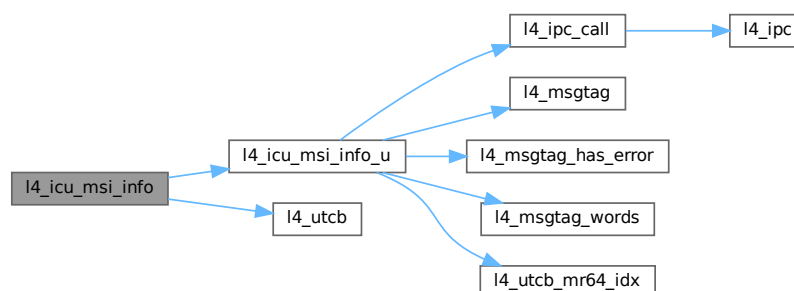 l4_ipc_call
l4_ipc
l4_msgtag
l4_icu_msi_info_u
l4_msgtag_has_error
l4_icu_msi_info
l4_utcb
l4_msgtag_words
l4_utcb_mr64_idx